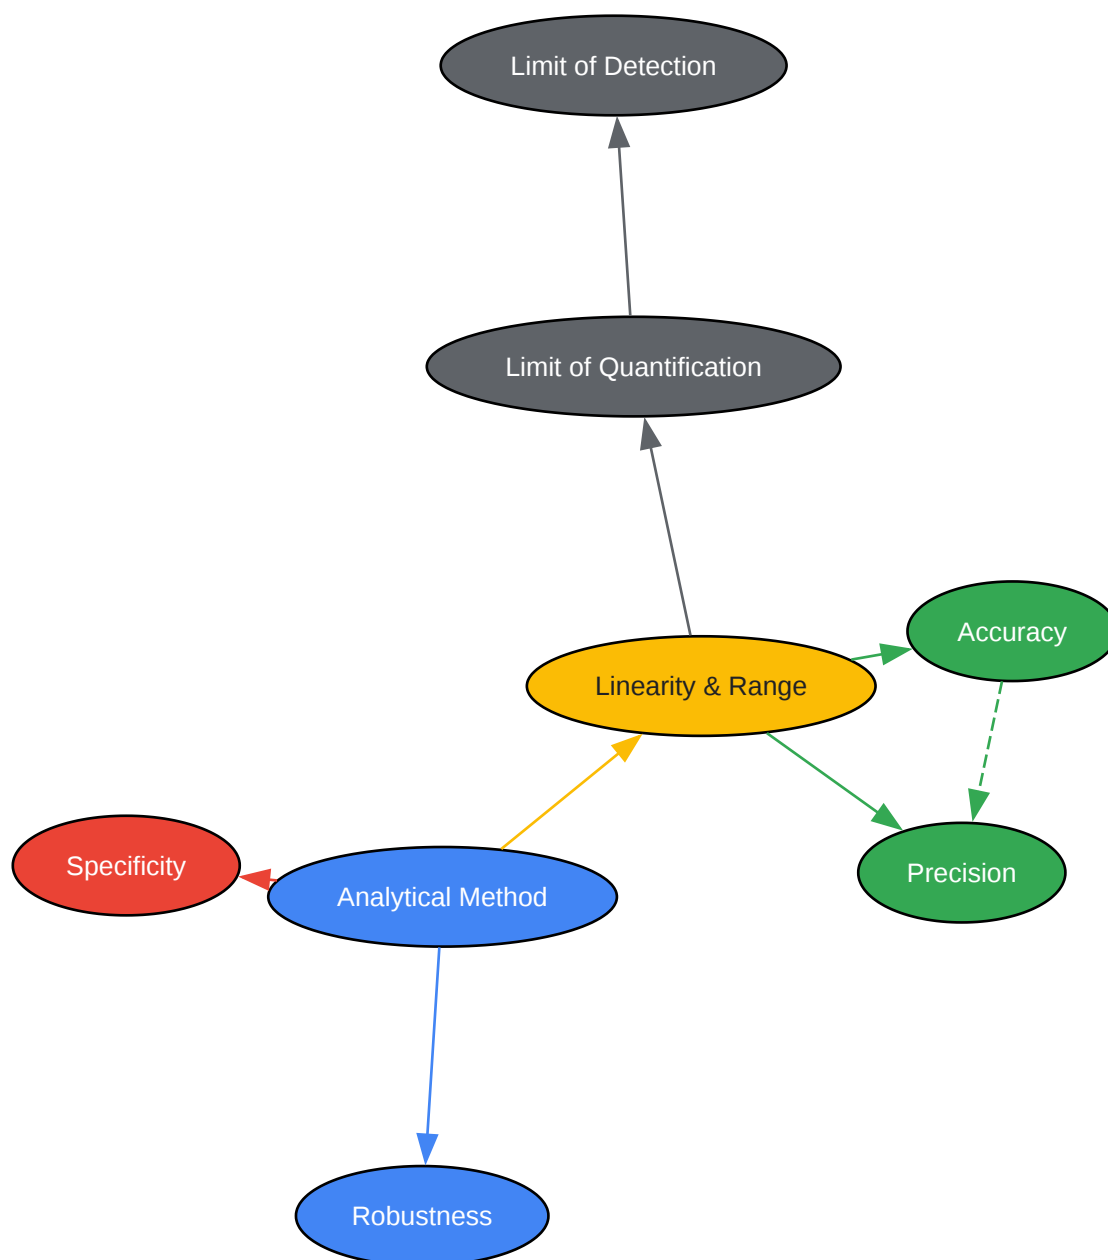 Limit of Detection
Limit of Quantification
Accuracy
Linearity & Range
Specificity
Precision
Analytical Method
Robustness